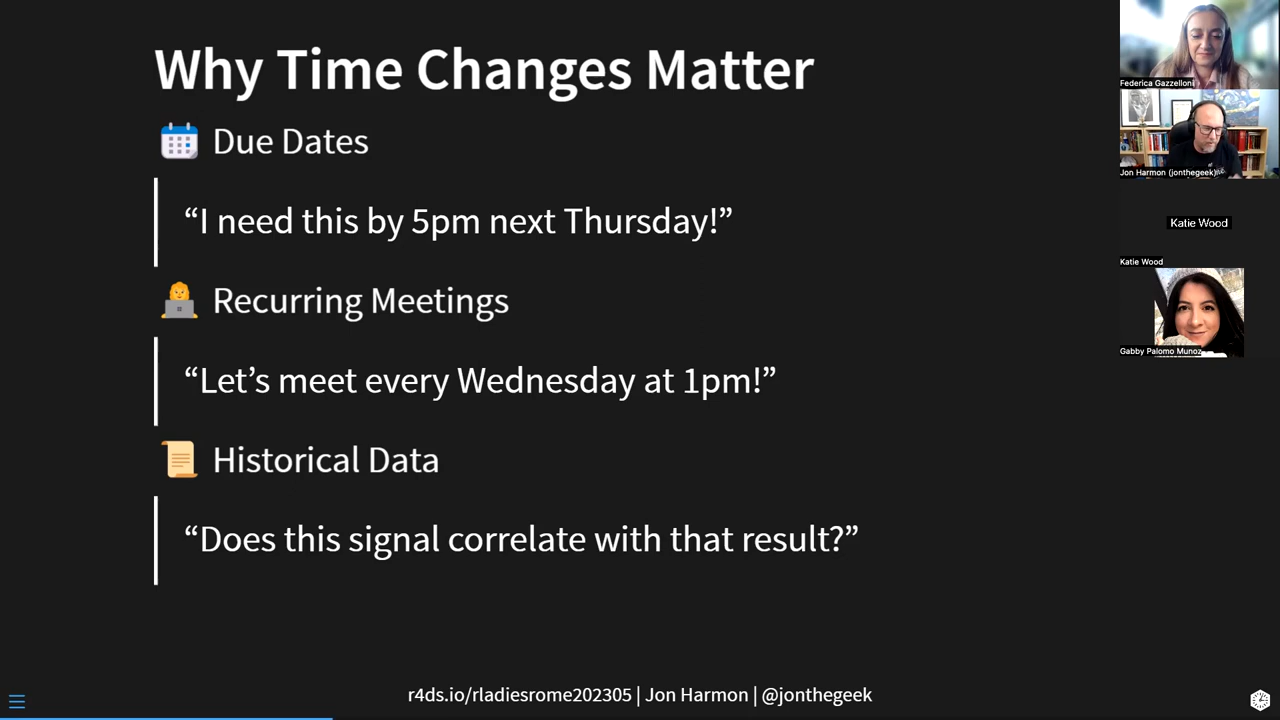 Why Time Changes Matter
Due Dates
“I need this by 5pm next Thursday!”
Recurring Meetings
“Let’s meet every Wednesday at 1pm!”
Historical Data
“Does this signal correlate with that result?”
r4ds.io/rladiesrome202305 | Jon Harmon | @jonthegeek
Federica Gazzelloni
Jon Harmon (jonthegeek)
Katie Wood
Katie Wood
Gabby Palomo Munoz